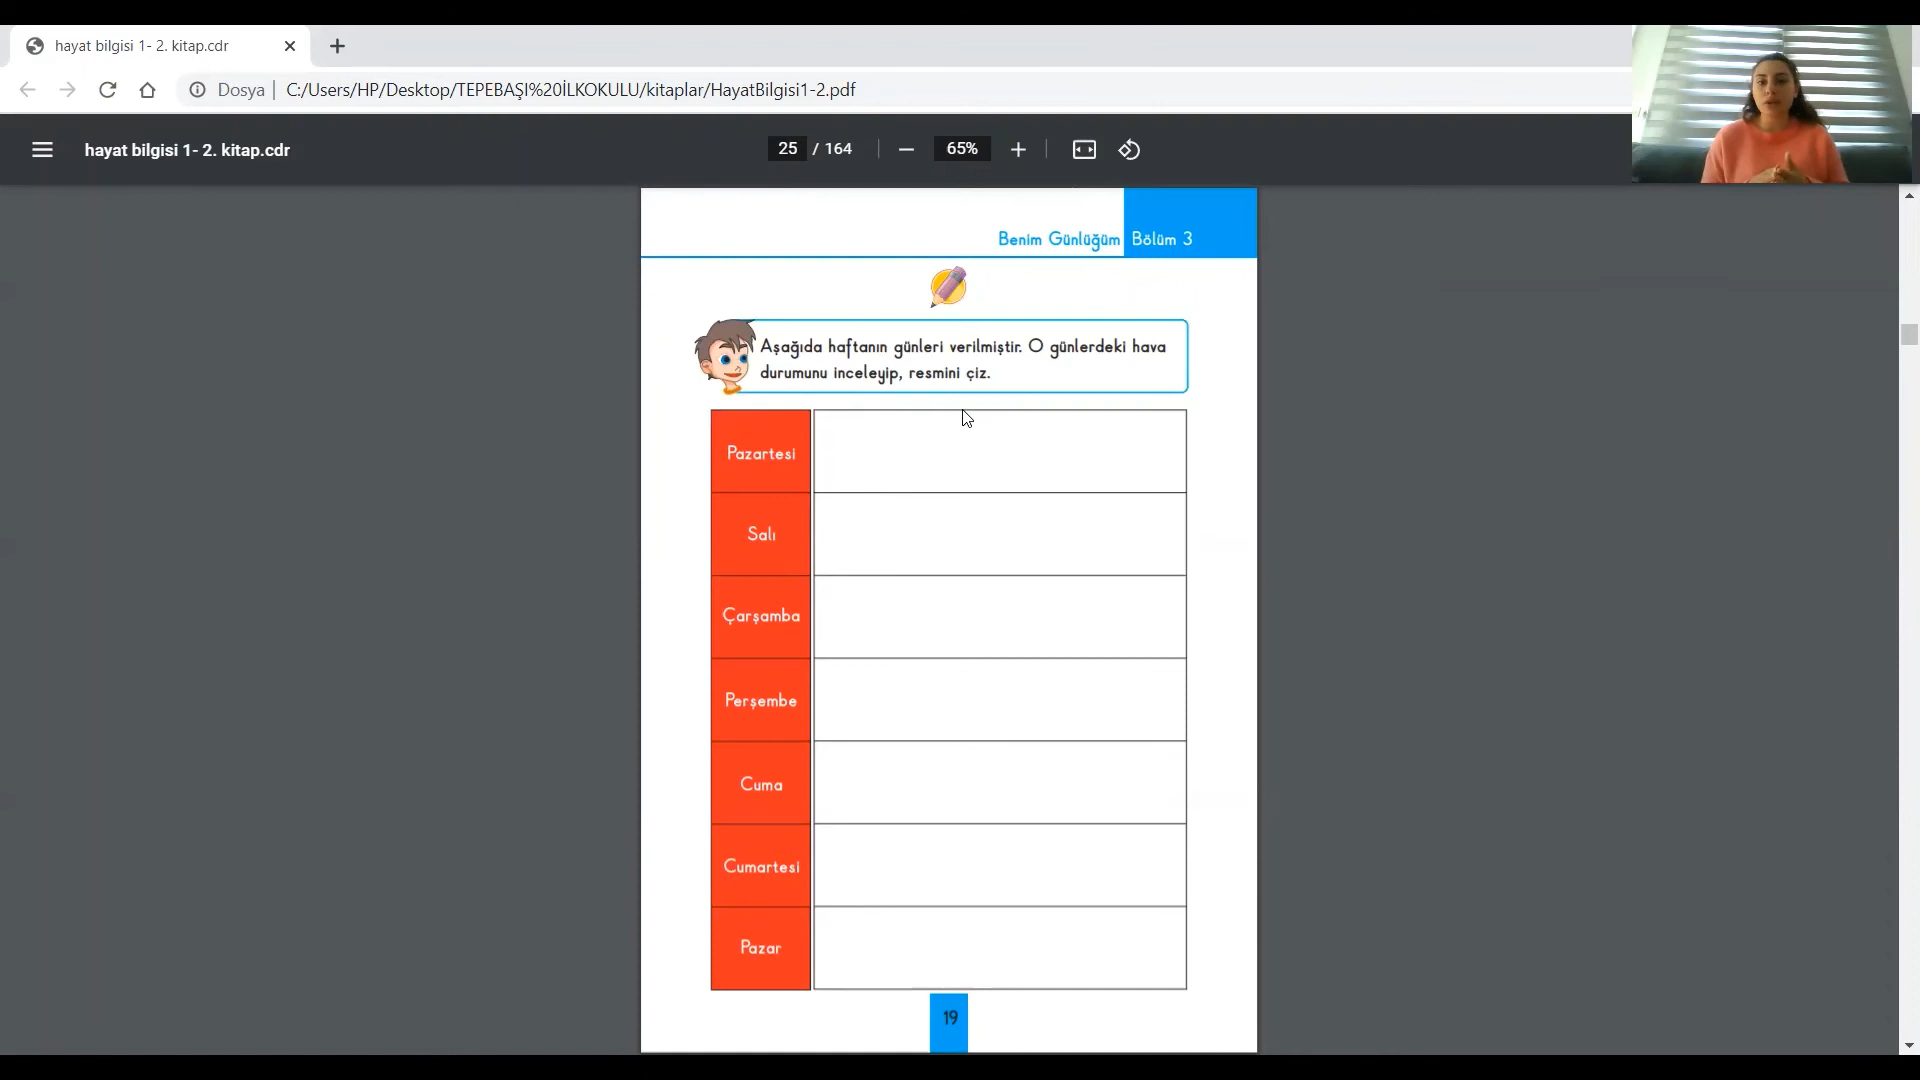 hayat bilgisi 1- 2. kitap.cdr
Dosya C:/Users/HP/Desktop/TEPEBAŞI%20İLKOKULU/kitaplar/HayatBilgisi1-2.pdf
hayat bilgisi 1- 2. kitap.cdr 25 / 164 65%
Benim Günlüğüm Bölüm 3
Aşağıda haftanın günleri verilmiştir. O günlerdeki hava
durumunu inceleyip, resmini çiz.
Pazartesi
Salı
Çarşamba
Perşembe
Cuma
Cumartesi
Pazar
19